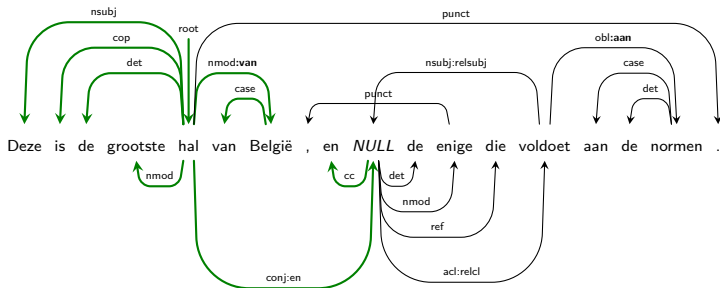 punct
nsubj
root
cop
obl:aan
det
nmod:van
nsubj:relsubj
case
case
punct
det
Deze is de grootste hal van België , en NULL de enige die voldoet aan de normen .
nmod
cc
det
nmod
ref
conj:en
acl:relcl